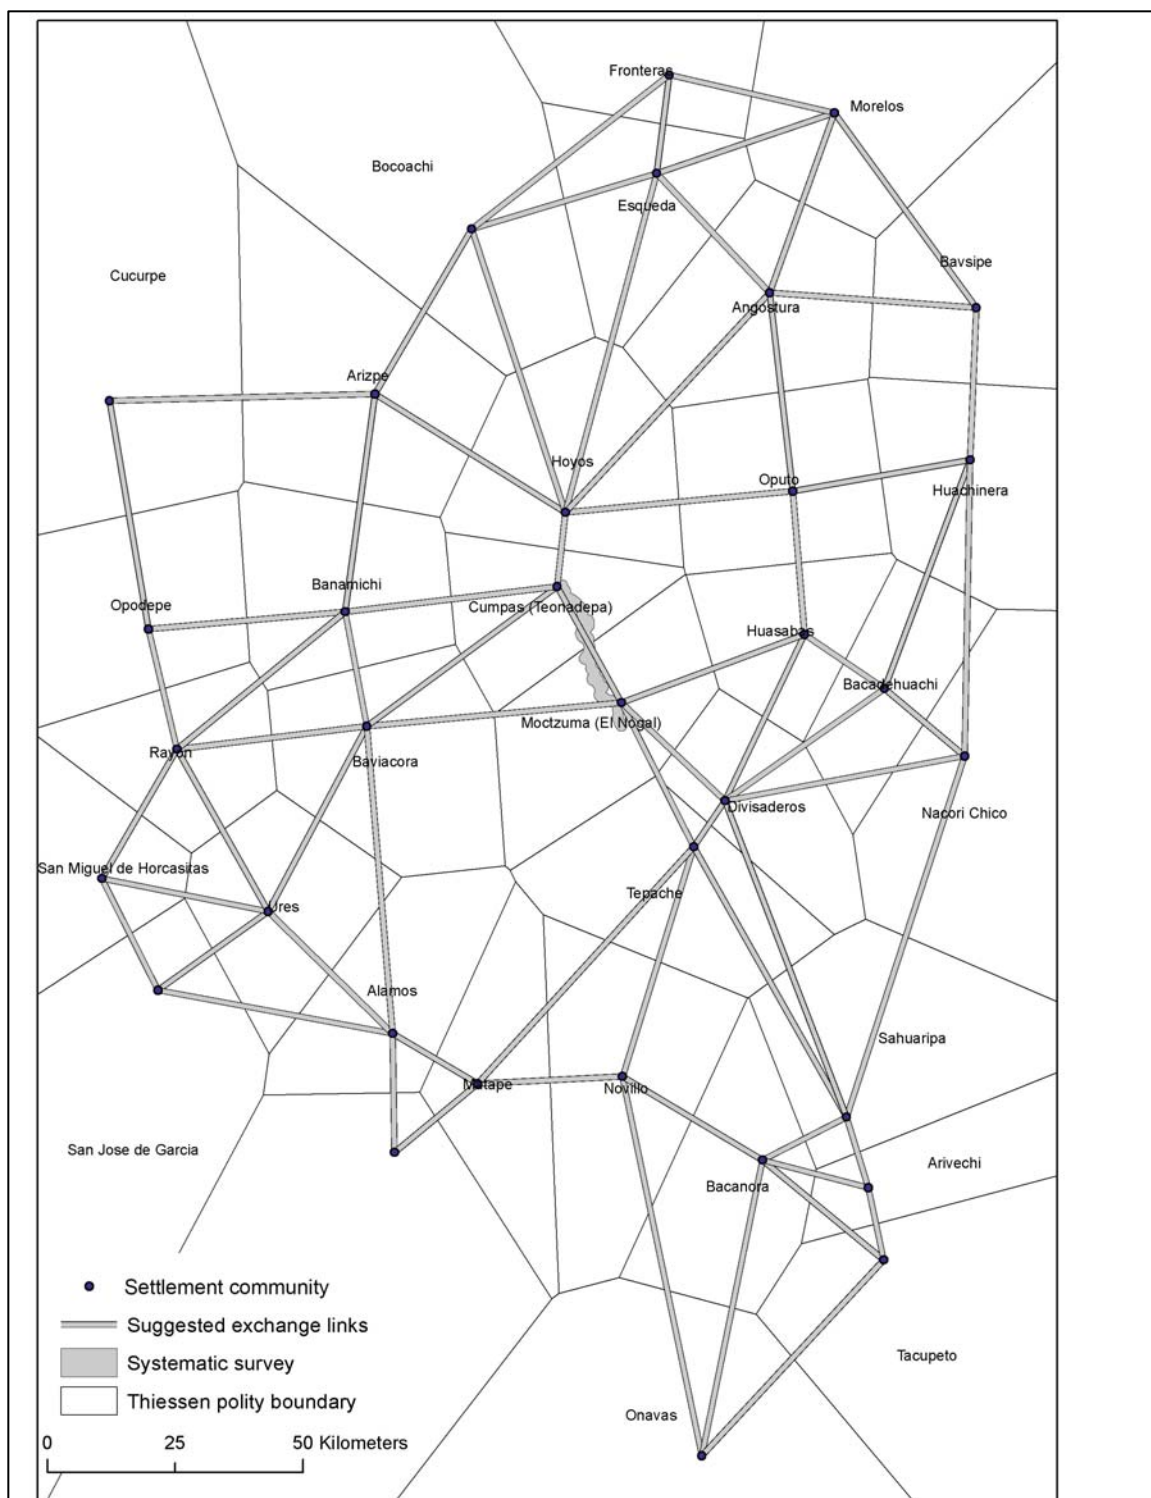 Fronteras
Morelos
Bocoachi
Esqueda
Bavsipe
Cucurpe
Angostura
Arizpe
Hoyos
Oputo
Huachinera
Banamichi
Opodepe
Cumpas (Teonadepa)
Huasabas
Bacadehuachi
Moctzuma (El Nogal)
Rayon
Baviacora
Divisaderos
Nacori Chico
San Miguel de Horcasitas
Tepache
Ures
Alamos
Sahuaripa
Matape
Novillo
San Jose de Garcia
Arivechi
Bacanora
Settlement community
Suggested exchange links
Systematic survey
Tacupeto
Thiessen polity boundary
Onavas
0 25 50 Kilometers